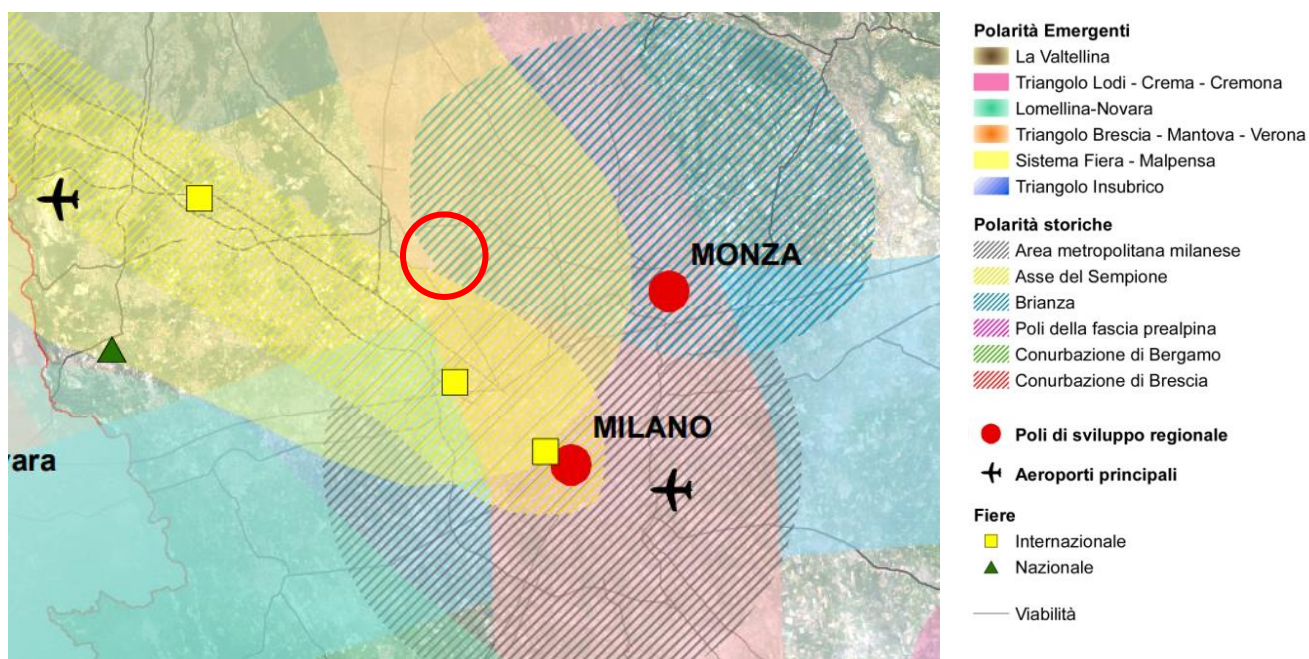 MONZA
MILANO
vara
Polarità Emergenti
La Valtellina
Triangolo Lodi - Crema - Cremona
Lomellina-Novara
Triangolo Brescia - Mantova - Verona
Sistema Fiera - Malpensa
Triangolo Insubrico
Polarità storiche
Area metropolitana milanese
Asse del Sempione
Brianza
Poli della fascia prealpina
Conurbazione di Bergamo
Conurbazione di Brescia
Poli di sviluppo regionale
Aeroporti principali
Fiere
Internazionale
Nazionale
Viabilità